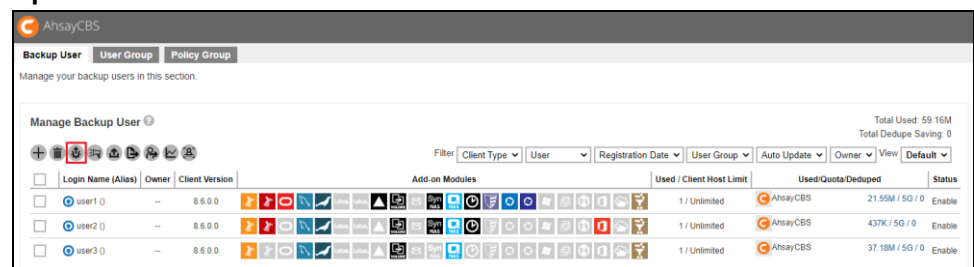 AhsayCBS
Backup User User Group Policy Group
Manage your backup users in this section.
Total Used: 59.16M
Manage Backup User
Total Dedupe Saving: 0
Filter Client Type User Registration Date User Group Auto Update Owner View Default
Login Name (Alias) Owner Client Version Add-on Modules Used / Client Host Limit Used/Quota/Deduped Status
user1 () -- 8.6.0.0 1 / Unlimited AhsayCBS 21.55M / 5G / 0 Enable
user2 () -- 8.6.0.0 1 / Unlimited AhsayCBS 437K / 5G / 0 Enable
user3 () -- 8.6.0.0 1 / Unlimited AhsayCBS 37.18M / 5G / 0 Enable